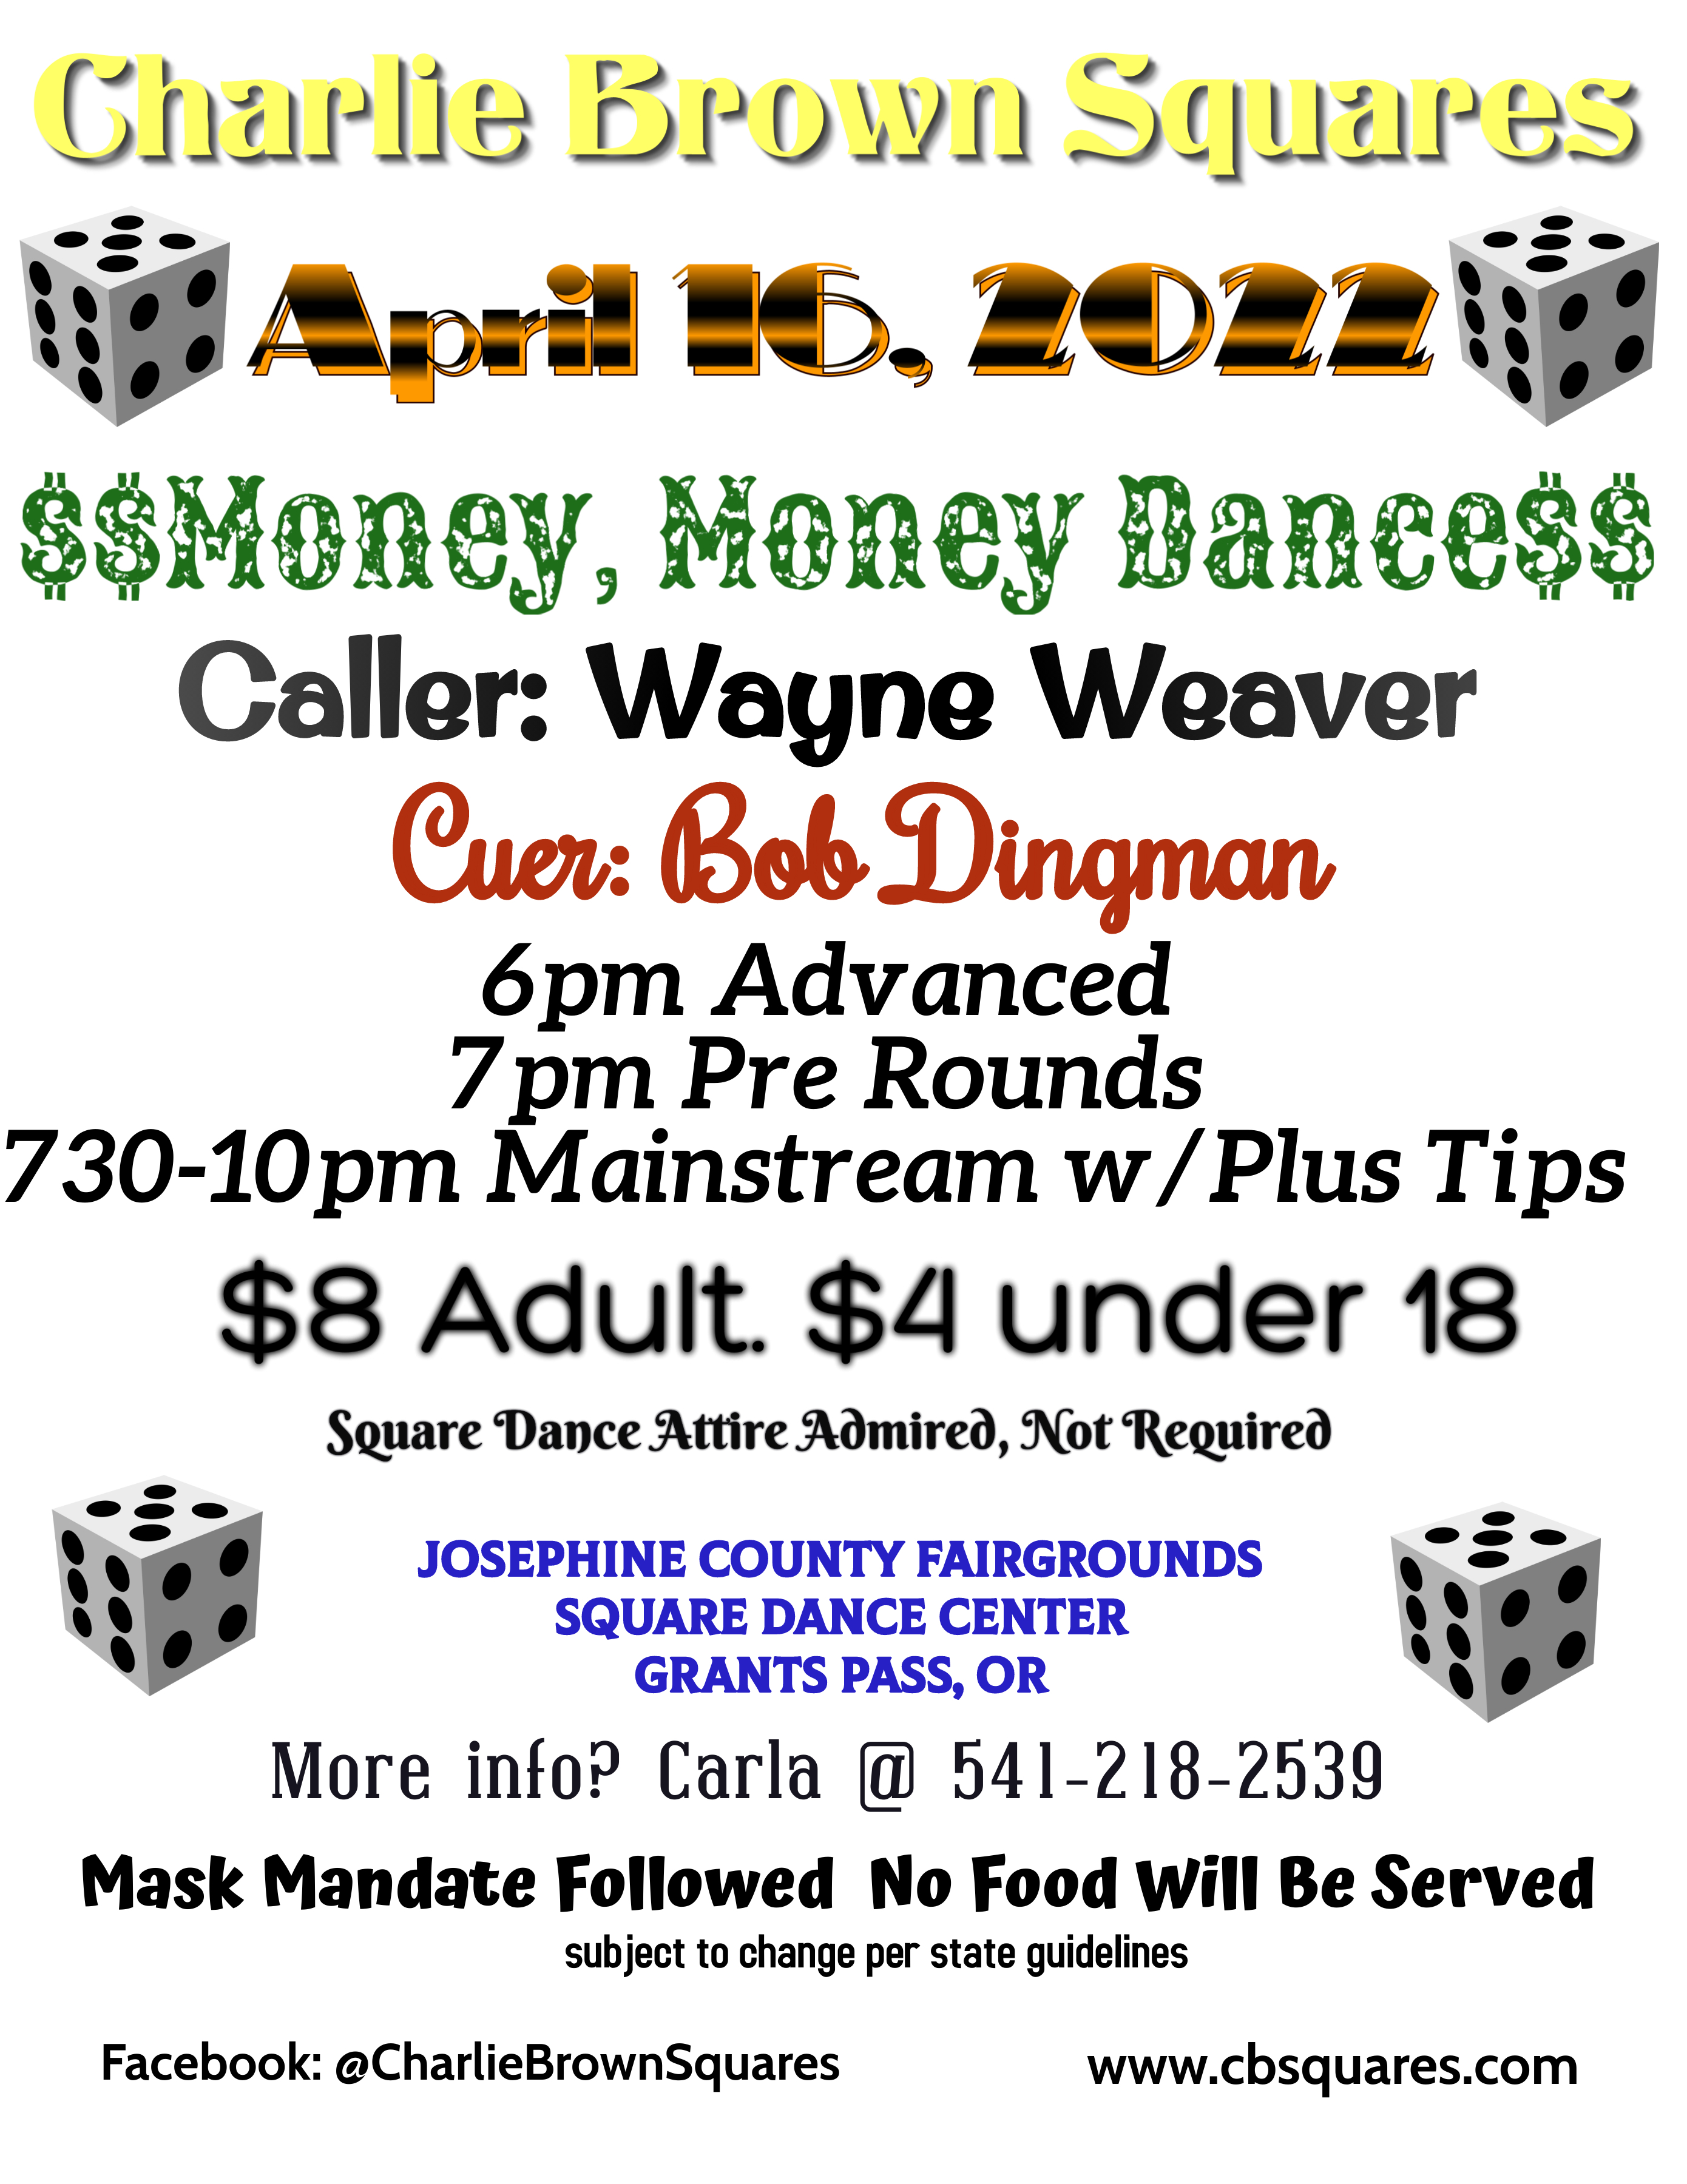 Charlie Brown Squares
April 16, 2022
$$Money, Money Dance$$
Caller: Wayne Weaver
Cuer: Bob Dingman
6pm Advanced
7pm Pre Rounds
730-10pm Mainstream w/Plus Tips
$8 Adult. $4 under 18
Square Dance Attire Admired, Not Required
JOSEPHINE COUNTY FAIRGROUNDS
SQUARE DANCE CENTER
GRANTS PASS, OR
More info? Carla @ 541-218-2539
Mask Mandate Followed No Food Will Be Served
subject to change per state guidelines
Facebook: @CharlieBrownSquares
www.cbsquares.com